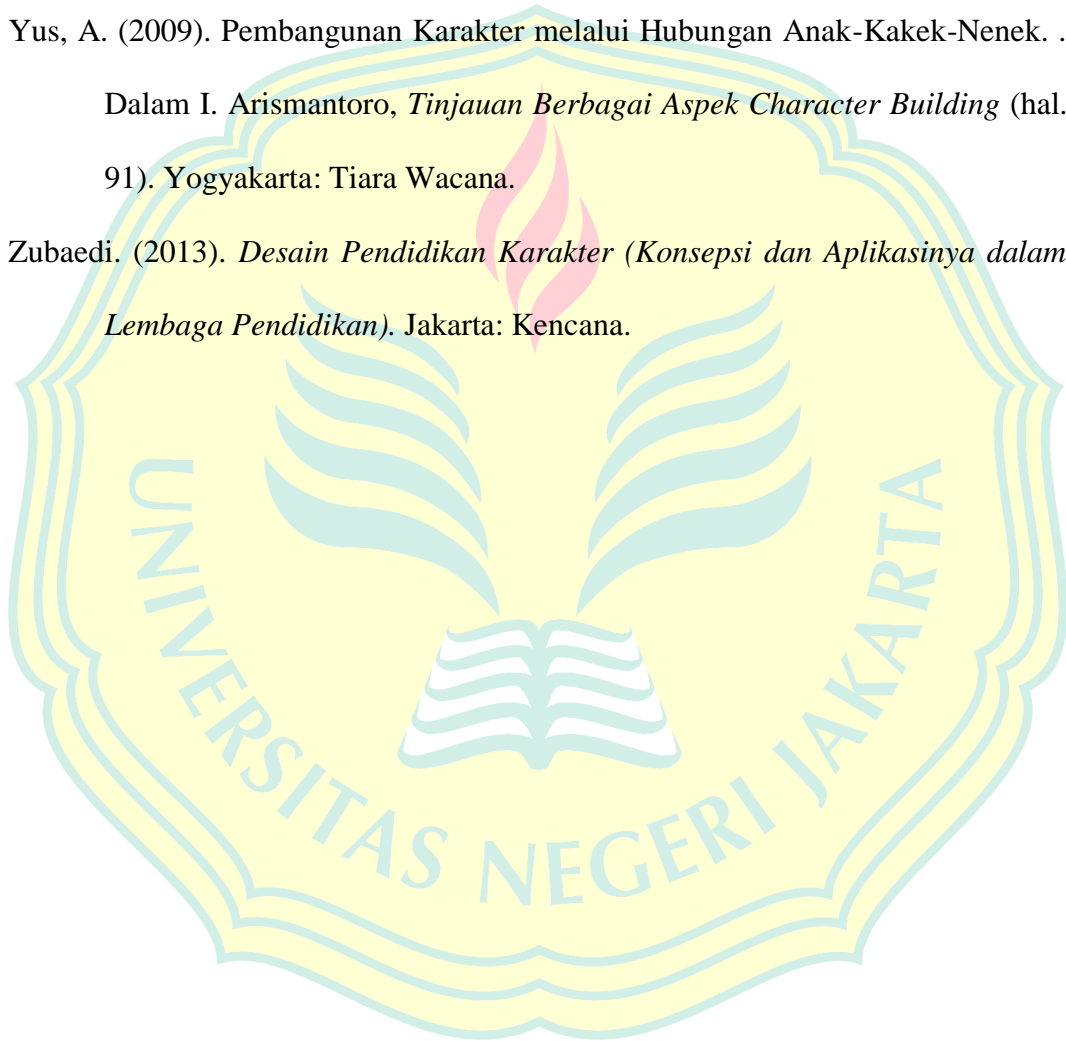 Yus, A. (2009). Pembangunan Karakter melalui Hubungan Anak-Kakek-Nenek. .
Dalam I. Arismantoro, Tinjauan Berbagai Aspek Character Building (hal.
91). Yogyakarta: Tiara Wacana.
Zubaedi. (2013). Desain Pendidikan Karakter (Konsepsi dan Aplikasinya dalam
Lembaga Pendidikan). Jakarta: Kencana.
UNIVERSITAS NEGERI JAKARTA